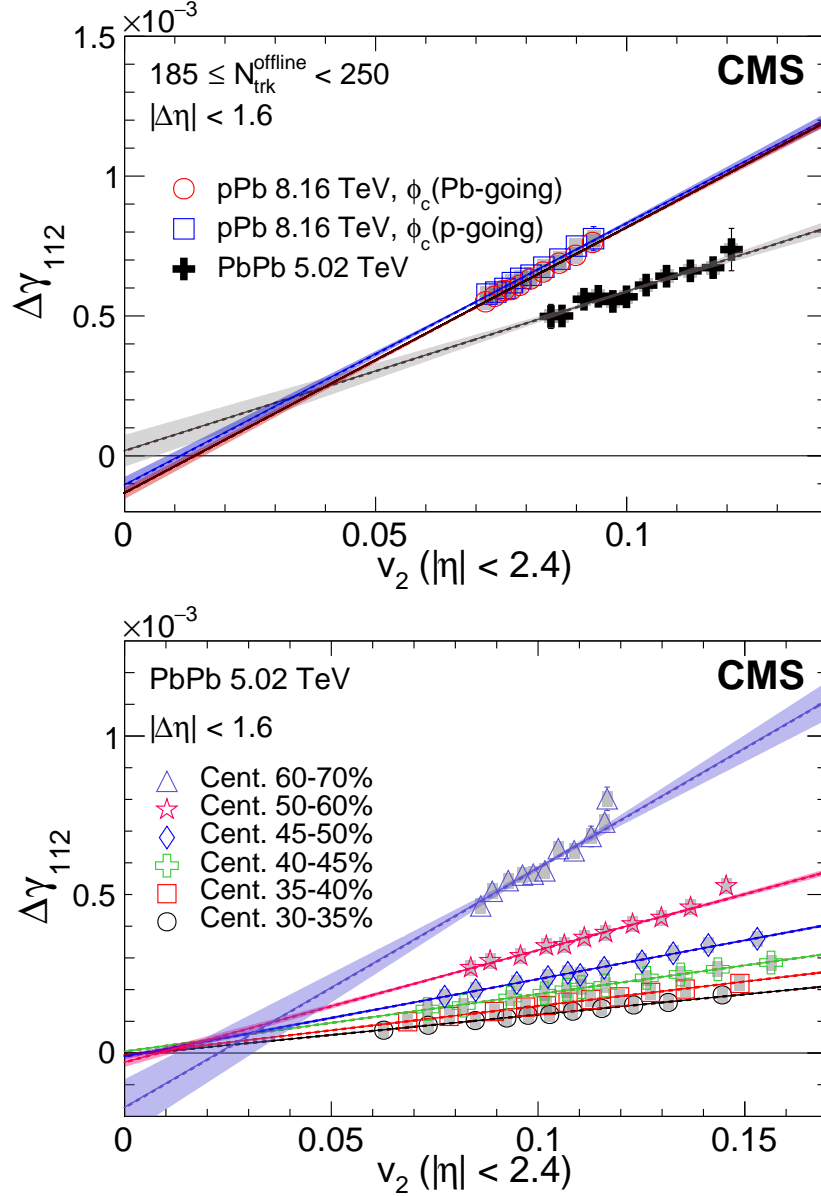 ×10⁻³
1.5
185 ≤ N_trk^offline < 250
CMS
|Δη| < 1.6
1
pPb 8.16 TeV, ϕ_c(Pb-going)
pPb 8.16 TeV, ϕ_c(p-going)
PbPb 5.02 TeV
Δγ_112
0.5
0
0 0.05 0.1
v_2 (|η| < 2.4)
×10⁻³
PbPb 5.02 TeV
CMS
|Δη| < 1.6
1
Cent. 60-70%
Cent. 50-60%
Cent. 45-50%
Cent. 40-45%
Cent. 35-40%
Cent. 30-35%
Δγ_112
0.5
0
0 0.05 0.1 0.15
v_2 (|η| < 2.4)